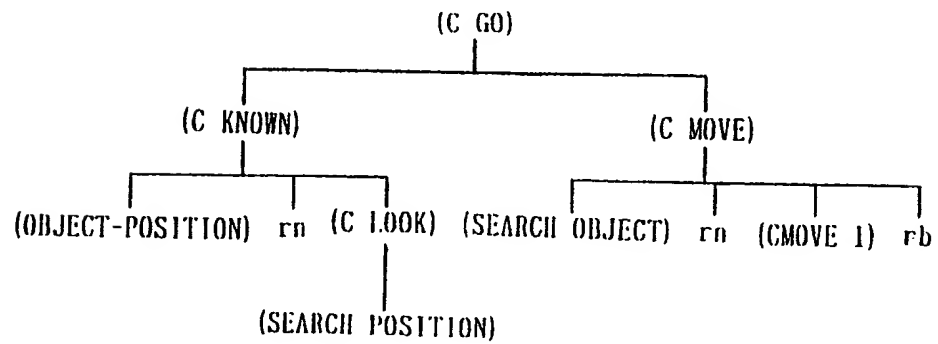 (C GO)
(C KNOWN) (C MOVE)
(OBJECT-POSITION) rn (C LOOK) (SEARCH OBJECT) rn (CMOVE 1) rb
(SEARCH POSITION)